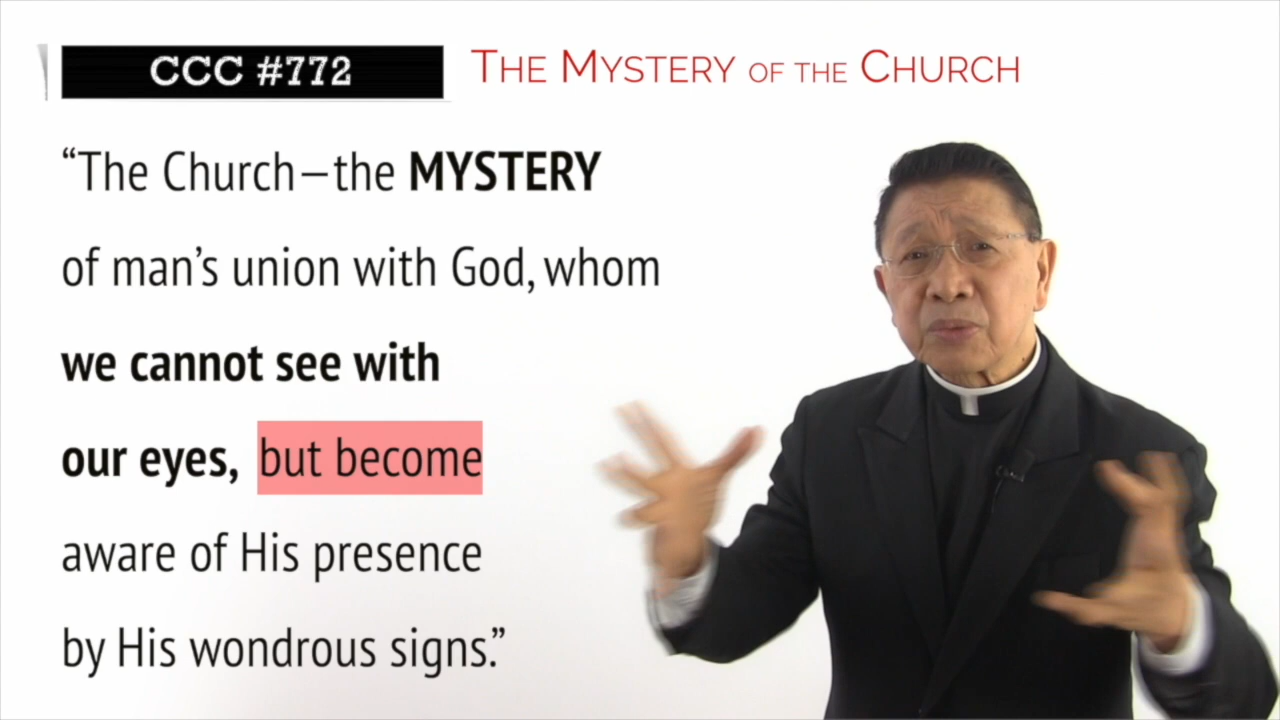 CCC #772
THE MYSTERY OF THE CHURCH
“The Church—the MYSTERY
of man’s union with God, whom
we cannot see with
our eyes, but become
aware of His presence
by His wondrous signs.”